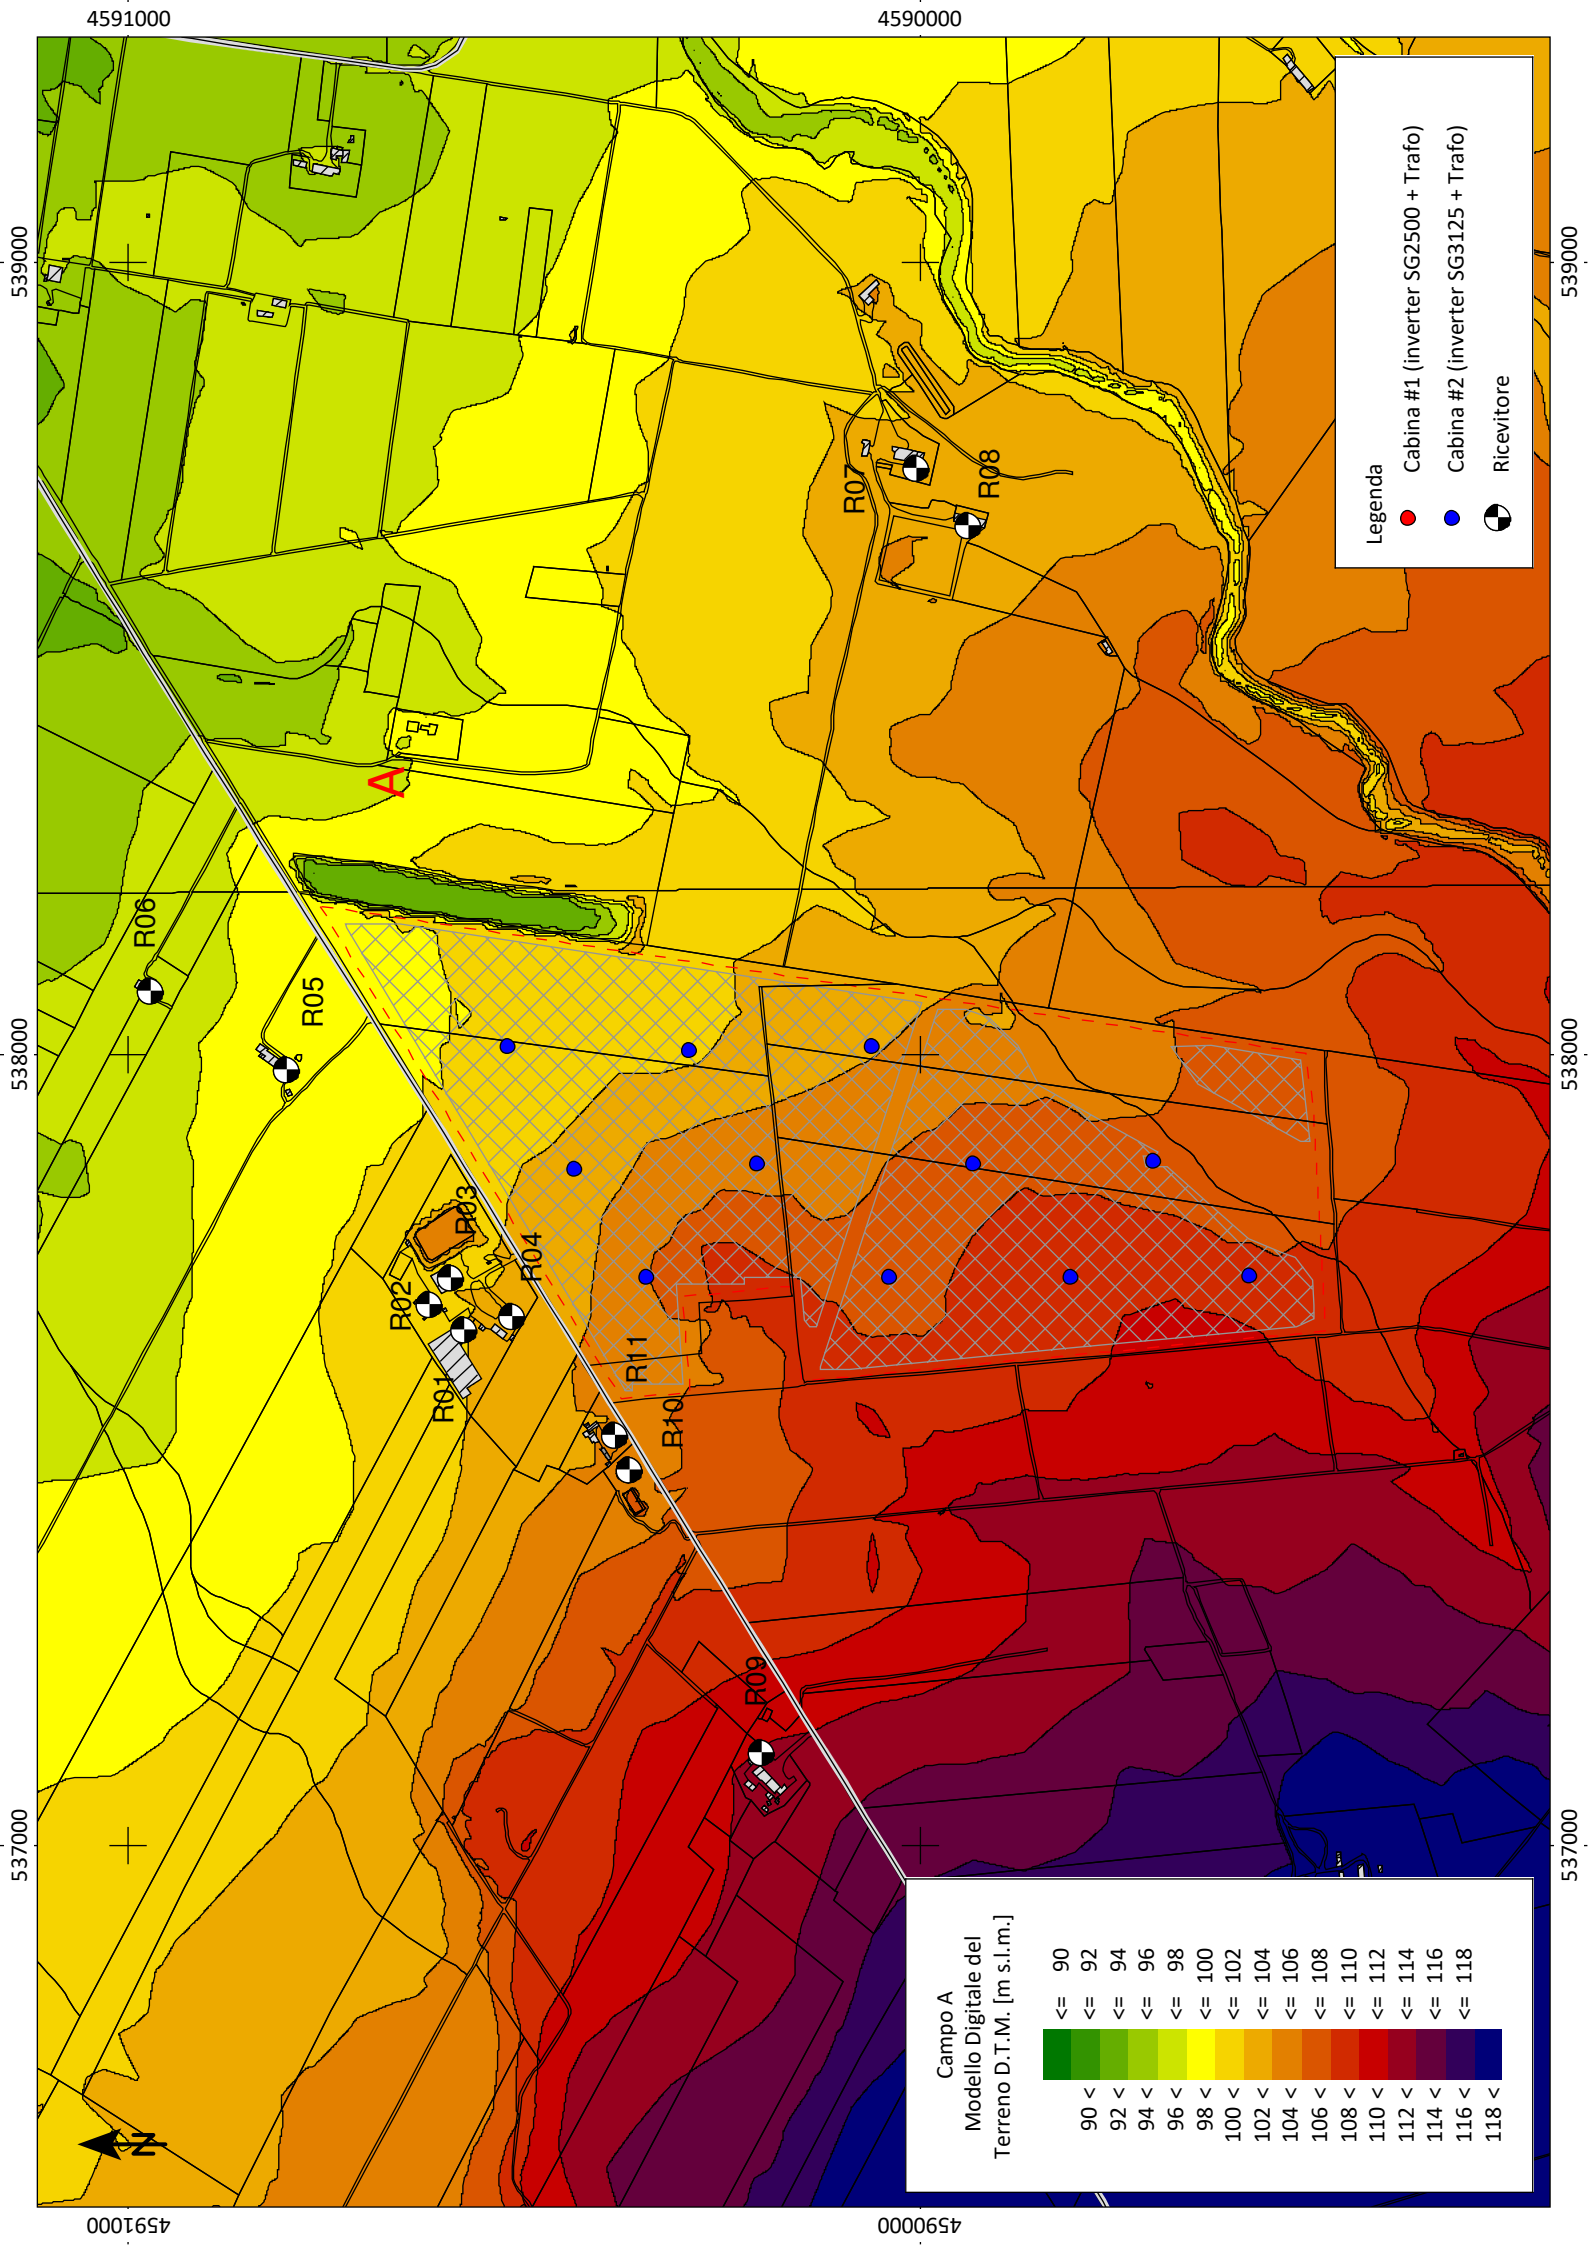 4591000
4590000
539000
539000
538000
538000
537000
537000
4591000
4590000
N
A
R06
R05
R03
R04
R02
R01
R11
R10
R09
R07
R08
Legenda
Cabina #1 (inverter SG2500 + Trafo)
Cabina #2 (inverter SG3125 + Trafo)
Ricevitore
Campo A
Modello Digitale del
Terreno D.T.M. [m s.l.m.]
<= 90
90 < <= 92
92 < <= 94
94 < <= 96
96 < <= 98
98 < <= 100
100 < <= 102
102 < <= 104
104 < <= 106
106 < <= 108
108 < <= 110
110 < <= 112
112 < <= 114
114 < <= 116
116 < <= 118
118 <